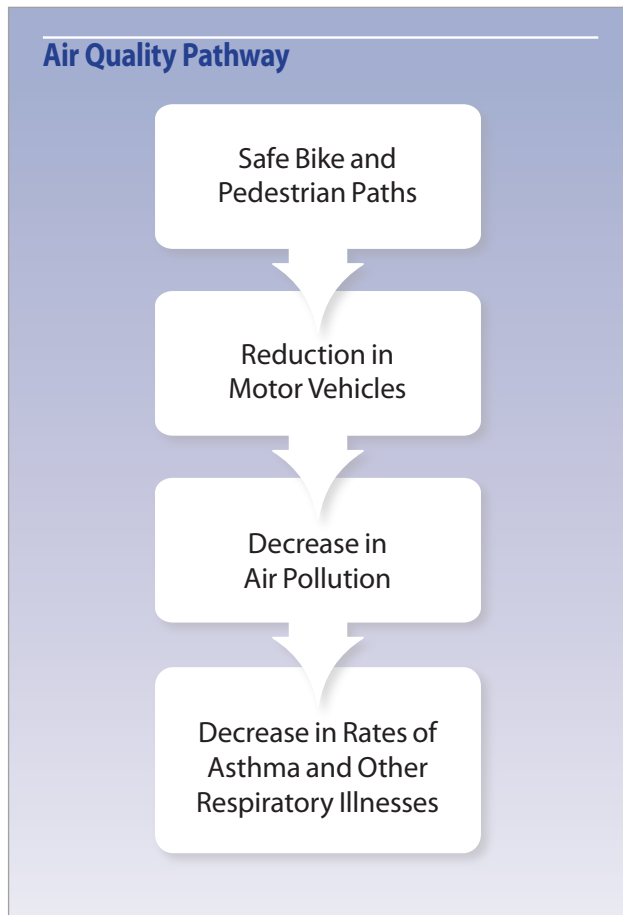 Air Quality Pathway
Safe Bike and
Pedestrian Paths
Reduction in
Motor Vehicles
Decrease in
Air Pollution
Decrease in Rates of
Asthma and Other
Respiratory Illnesses